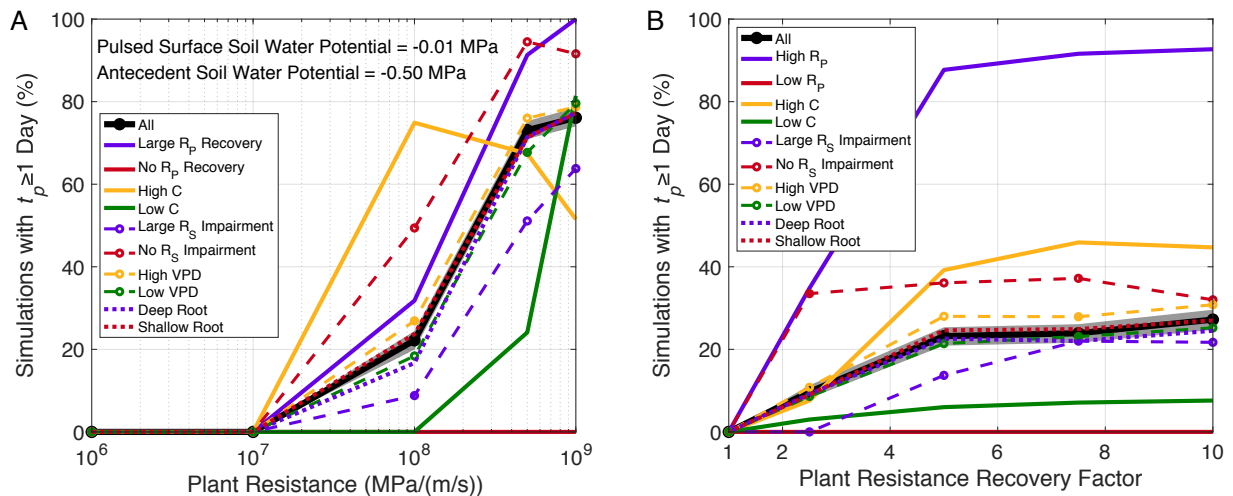 A
Pulsed Surface Soil Water Potential = -0.01 MPa
Antecedent Soil Water Potential = -0.50 MPa
Simulations with t_p≥1 Day (%)
100
80
60
40
20
0
All
Large R_P Recovery
No R_P Recovery
High C
Low C
Large R_S Impairment
No R_S Impairment
High VPD
Low VPD
Deep Root
Shallow Root
10^6 10^7 10^8 10^9
Plant Resistance (MPa/(m/s))
B
Simulations with t_p≥1 Day (%)
100
80
60
40
20
0
All
High R_P
Low R_P
High C
Low C
Large R_S Impairment
No R_S Impairment
High VPD
Low VPD
Deep Root
Shallow Root
1 2 4 6 8 10
Plant Resistance Recovery Factor